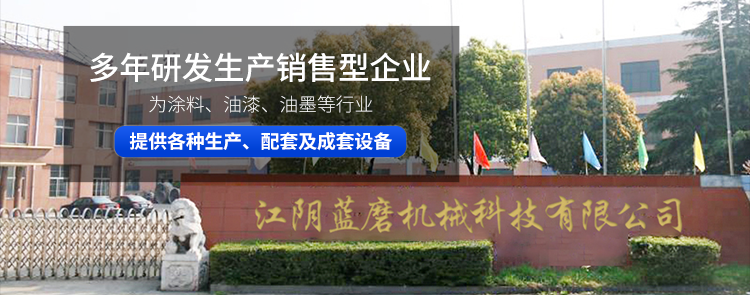 多年研发生产销售型企业
为涂料、油漆、油墨等行业
提供各种生产、配套及成套设备
江阴蓝磨机械科技有限公司